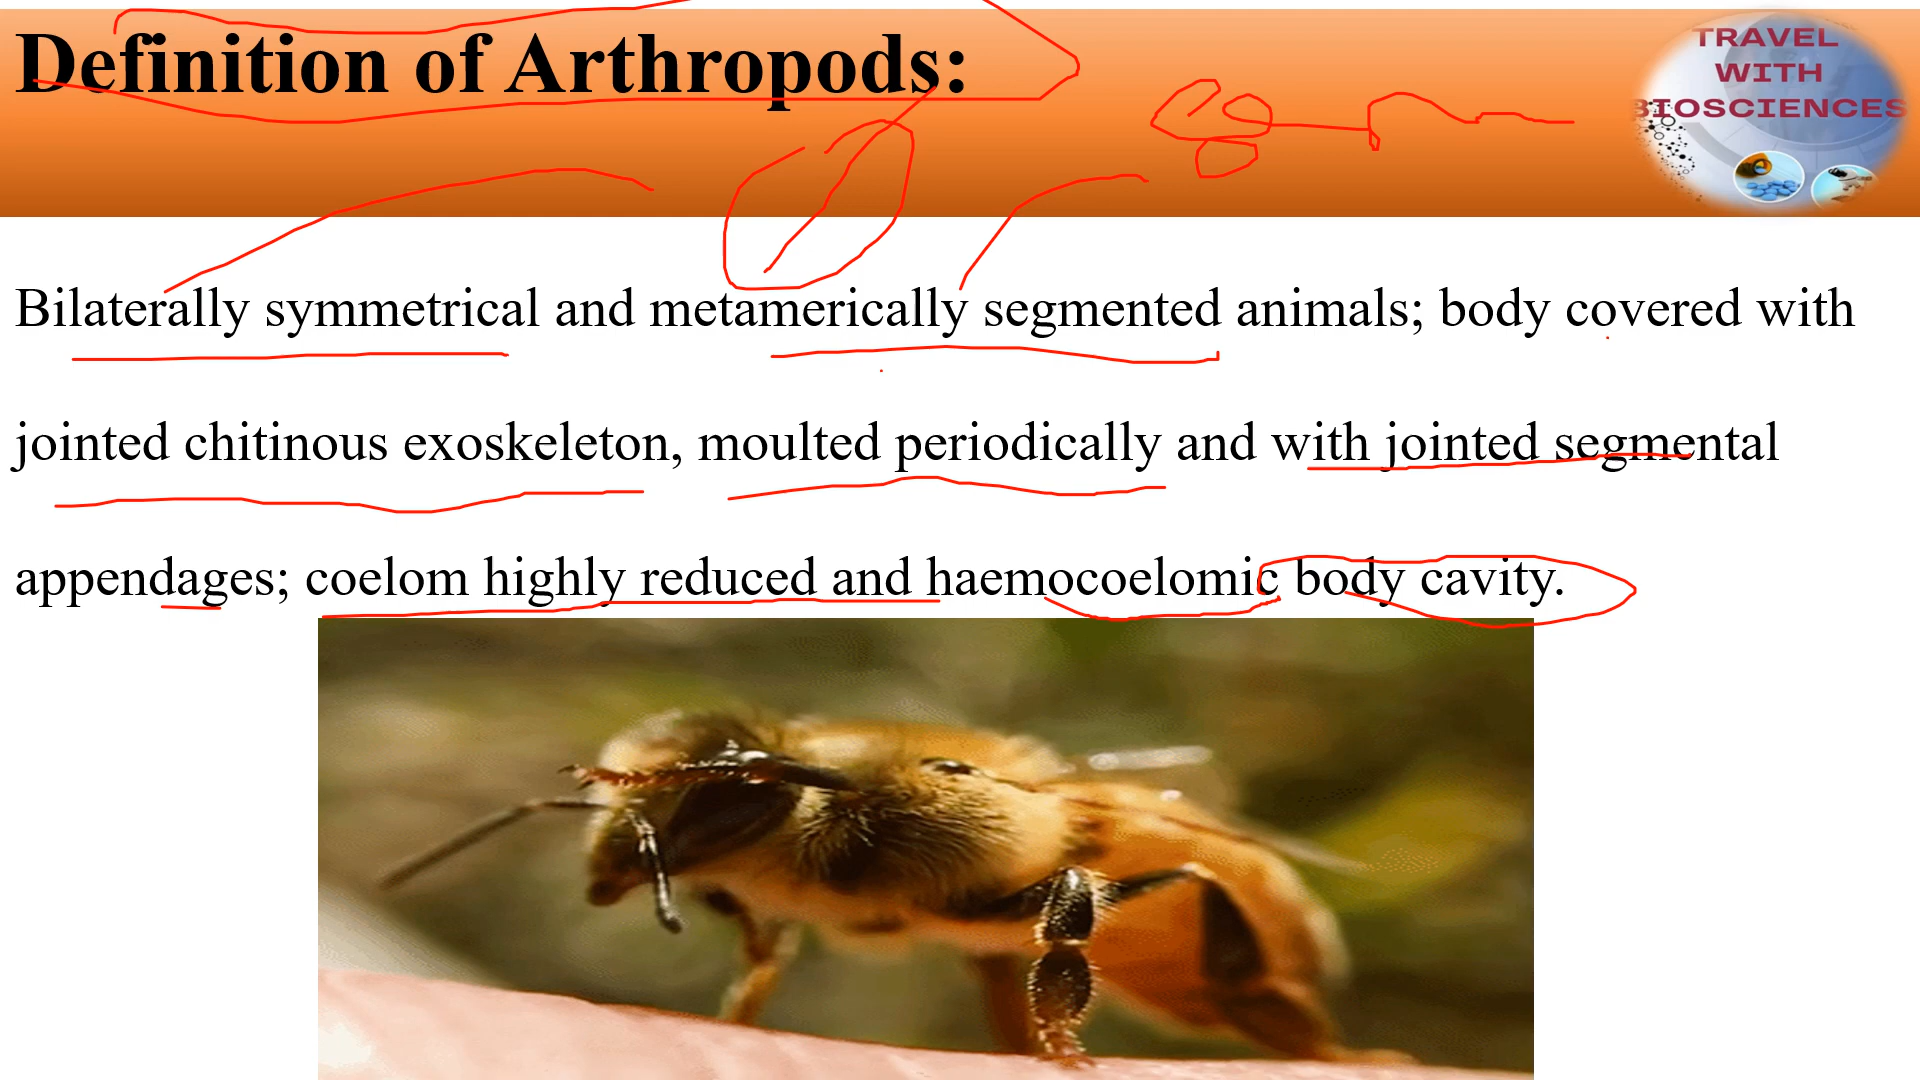 Definition of Arthropods:
TRAVEL
WITH
BIOSCIENCES
Bilaterally symmetrical and metamerically segmented animals; body covered with
jointed chitinous exoskeleton, moulted periodically and with jointed segmental
appendages; coelom highly reduced and haemocoelomic body cavity.